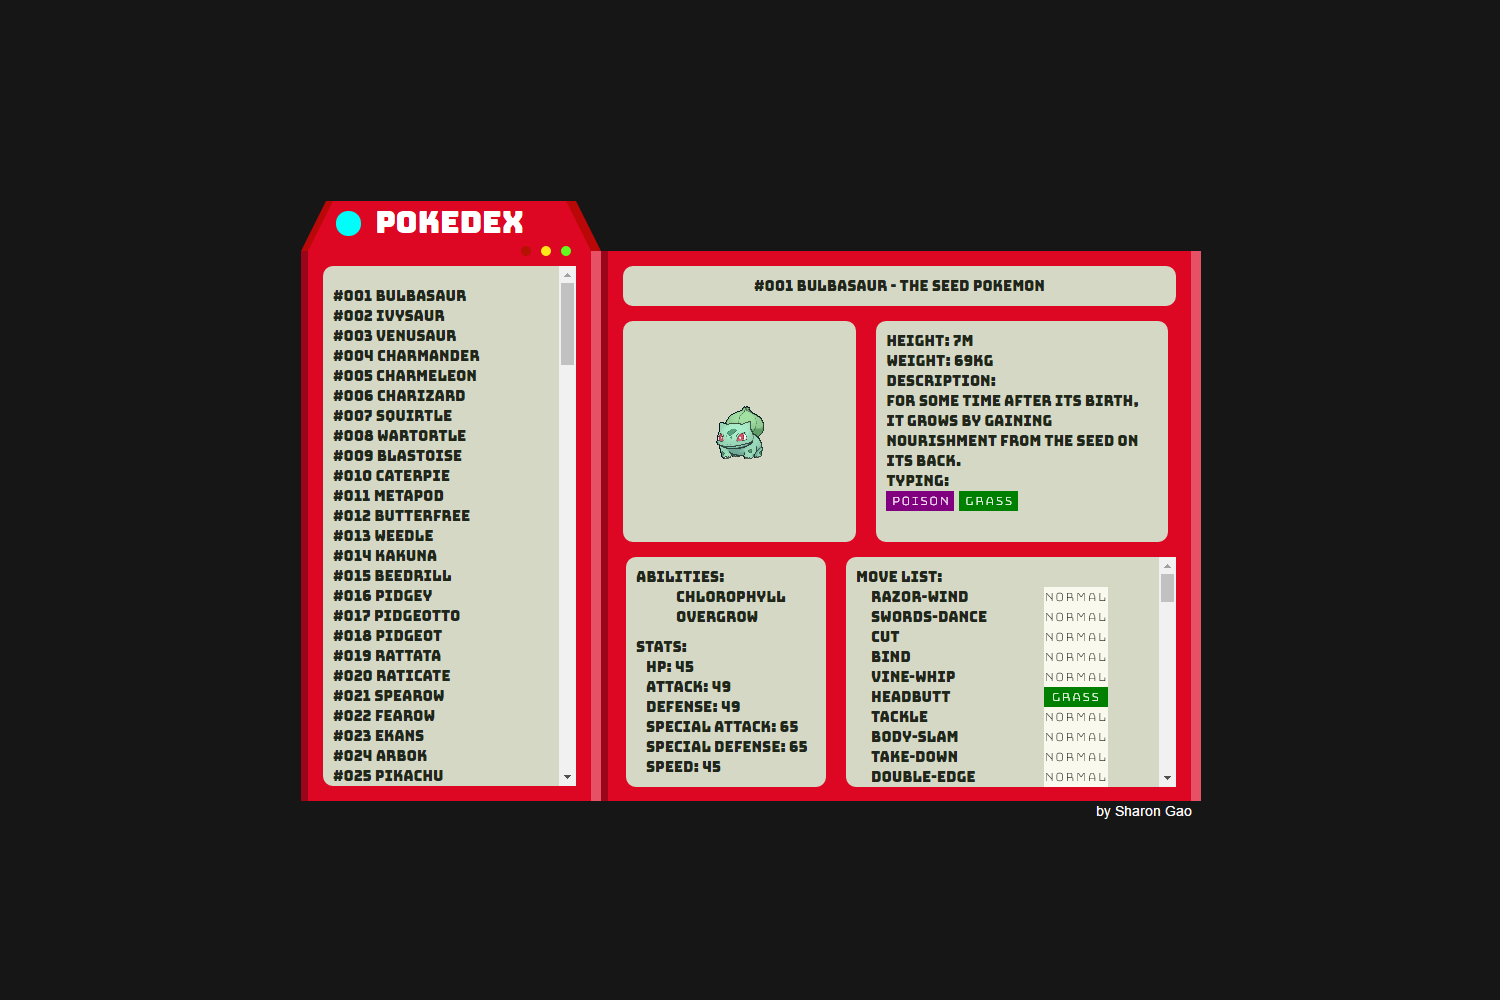 POKEDEX
#001 BULBASAUR
#002 IVYSAUR
#003 VENUSAUR
#004 CHARMANDER
#005 CHARMELEON
#006 CHARIZARD
#007 SQUIRTLE
#008 WARTORTLE
#009 BLASTOISE
#010 CATERPIE
#011 METAPOD
#012 BUTTERFREE
#013 WEEDLE
#014 KAKUNA
#015 BEEDRILL
#016 PIDGEY
#017 PIDGEOTTO
#018 PIDGEOT
#019 RATTATA
#020 RATICATE
#021 SPEAROW
#022 FEAROW
#023 EKANS
#024 ARBOK
#025 PIKACHU
#001 BULBASAUR - THE SEED POKEMON
HEIGHT: 7M
WEIGHT: 69KG
DESCRIPTION:
FOR SOME TIME AFTER ITS BIRTH,
IT GROWS BY GAINING
NOURISHMENT FROM THE SEED ON
ITS BACK.
TYPING:
POISON GRASS
ABILITIES:
CHLOROPHYLL
OVERGROW
STATS:
HP: 45
ATTACK: 49
DEFENSE: 49
SPECIAL ATTACK: 65
SPECIAL DEFENSE: 65
SPEED: 45
MOVE LIST:
RAZOR-WIND NORMAL
SWORDS-DANCE NORMAL
CUT NORMAL
BIND NORMAL
VINE-WHIP NORMAL
HEADBUTT GRASS
TACKLE NORMAL
BODY-SLAM NORMAL
TAKE-DOWN NORMAL
DOUBLE-EDGE NORMAL
by Sharon Gao